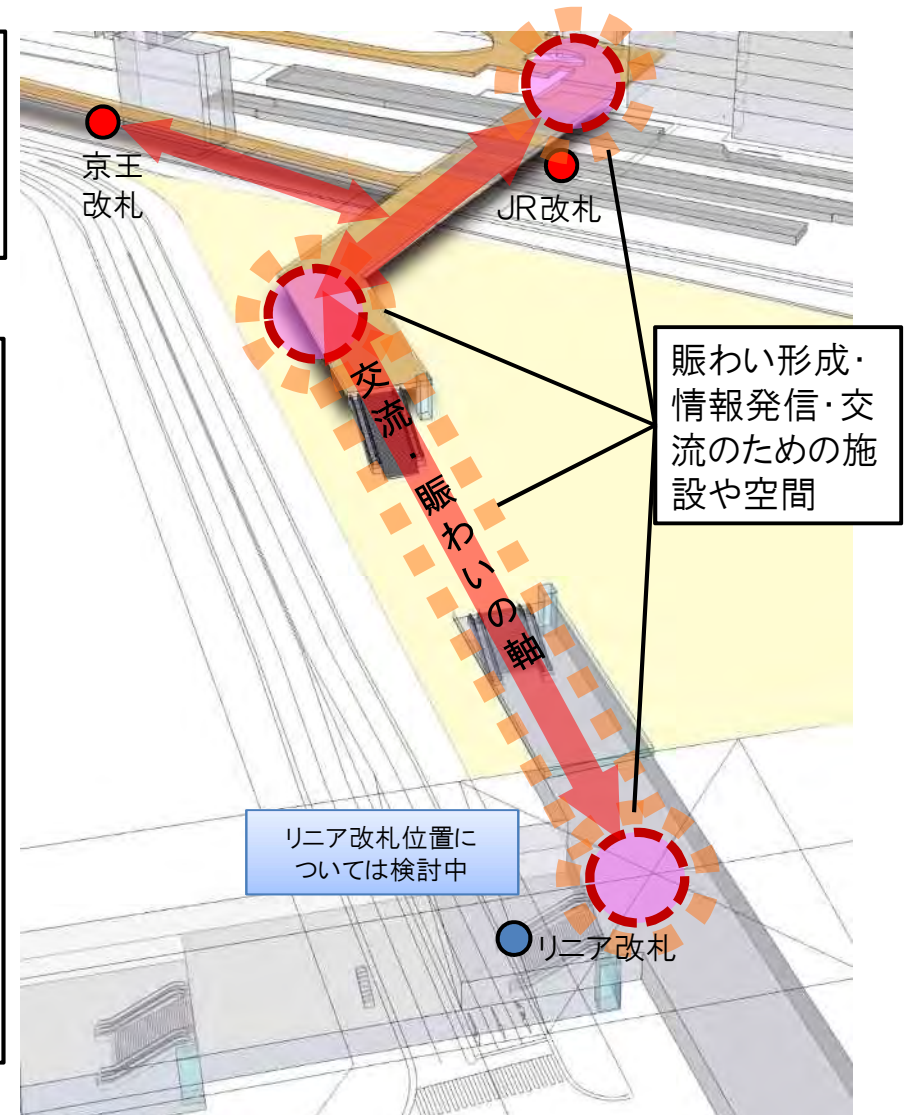 京王
改札
JR改札
賑わい形成・
情報発信・交
流のための施
設や空間
交流・賑わいの軸
リニア改札位置に
ついては検討中
リニア改札